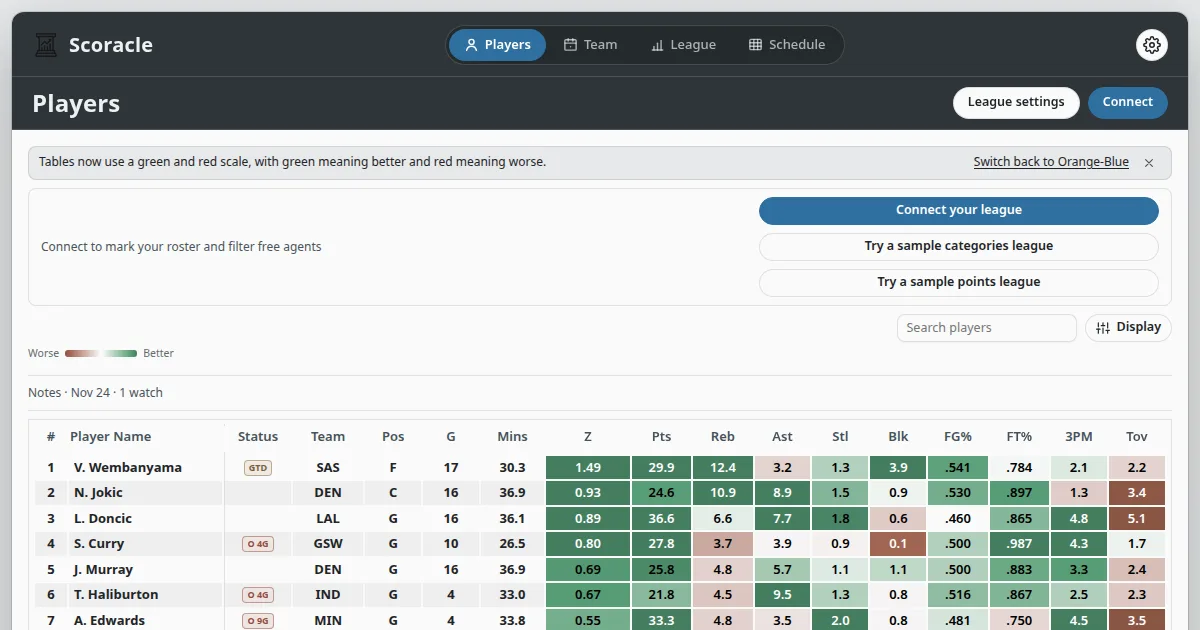 Scoracle
Players Team League Schedule
Players
League settings Connect
Tables now use a green and red scale, with green meaning better and red meaning worse. Switch back to Orange-Blue ×
Connect your league
Connect to mark your roster and filter free agents
Try a sample categories league
Try a sample points league
Search players Display
Worse Better
Notes · Nov 24 · 1 watch
# Player Name Status Team Pos G Mins Z Pts Reb Ast Stl Blk FG% FT% 3PM Tov
1 V. Wembanyama GTD SAS F 17 30.3 1.49 29.9 12.4 3.2 1.3 3.9 .541 .784 2.1 2.2
2 N. Jokic DEN C 16 36.9 0.93 24.6 10.9 8.9 1.5 0.9 .530 .897 1.3 3.4
3 L. Doncic LAL G 16 36.1 0.89 36.6 6.6 7.7 1.8 0.6 .460 .865 4.8 5.1
4 S. Curry O 4G GSW G 10 26.5 0.80 27.8 3.7 3.9 0.9 0.1 .500 .987 4.3 1.7
5 J. Murray DEN G 16 36.9 0.69 25.8 4.8 5.7 1.1 1.1 .500 .883 3.3 2.4
6 T. Haliburton O 4G IND G 4 33.0 0.67 21.8 4.5 9.5 1.3 0.8 .516 .867 2.5 2.3
7 A. Edwards O 9G MIN G 4 33.8 0.55 33.3 4.8 3.5 2.0 0.8 .481 .750 4.5 3.5